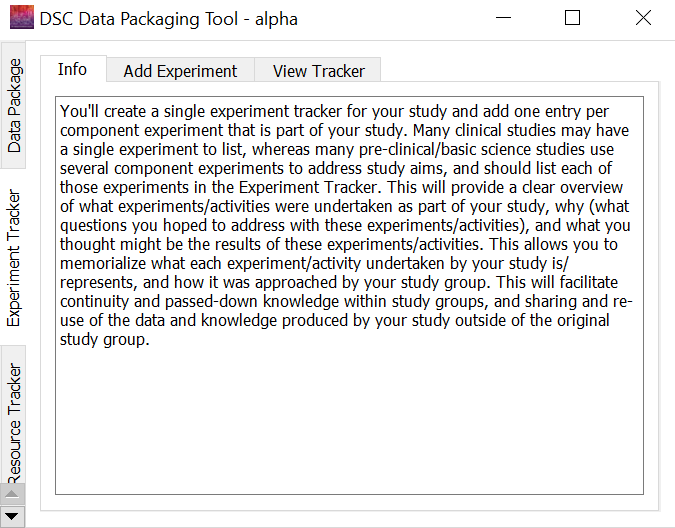 DSC Data Packaging Tool - alpha
Info
Add Experiment
View Tracker
Data Package
Experiment Tracker
Resource Tracker
You'll create a single experiment tracker for your study and add one entry per
component experiment that is part of your study. Many clinical studies may have
a single experiment to list, whereas many pre-clinical/basic science studies use
several component experiments to address study aims, and should list each of
those experiments in the Experiment Tracker. This will provide a clear overview
of what experiments/activities were undertaken as part of your study, why (what
questions you hoped to address with these experiments/activities), and what you
thought might be the results of these experiments/activities. This allows you to
memorialize what each experiment/activity undertaken by your study is/
represents, and how it was approached by your study group. This will facilitate
continuity and passed-down knowledge within study groups, and sharing and re-
use of the data and knowledge produced by your study outside of the original
study group.